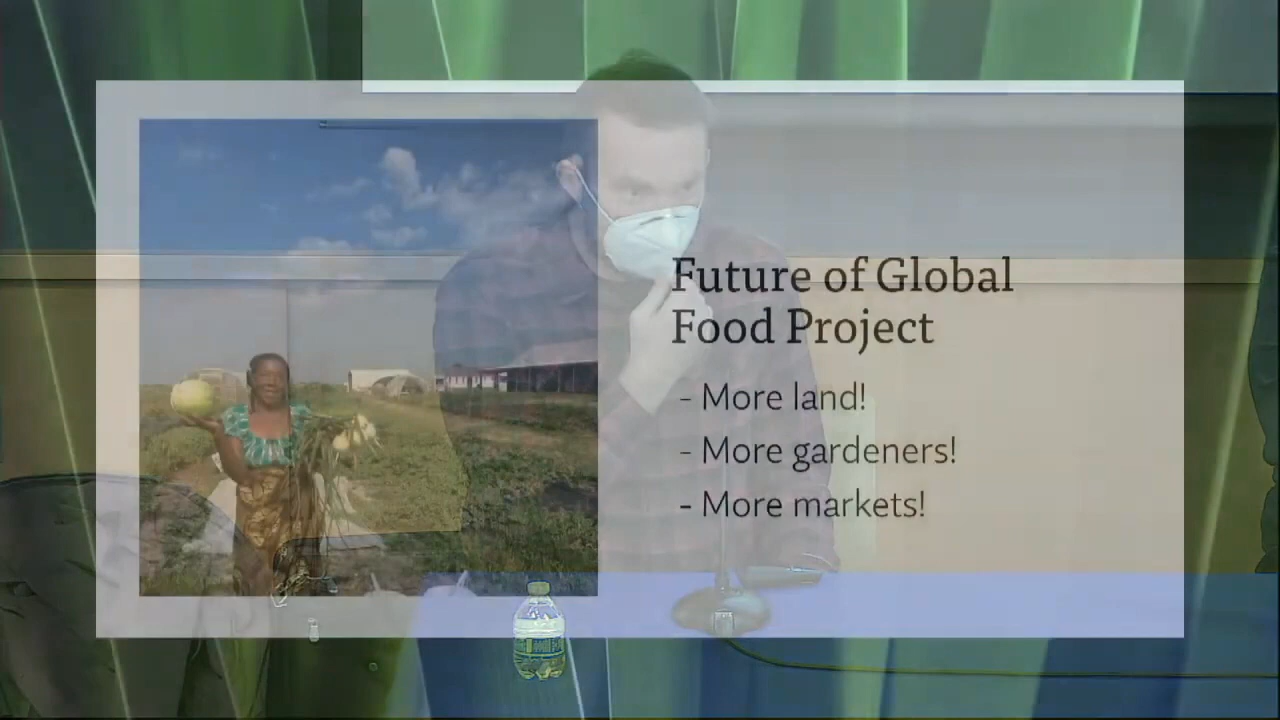 Future of Global
Food Project
- More land!
- More gardeners!
- More markets!